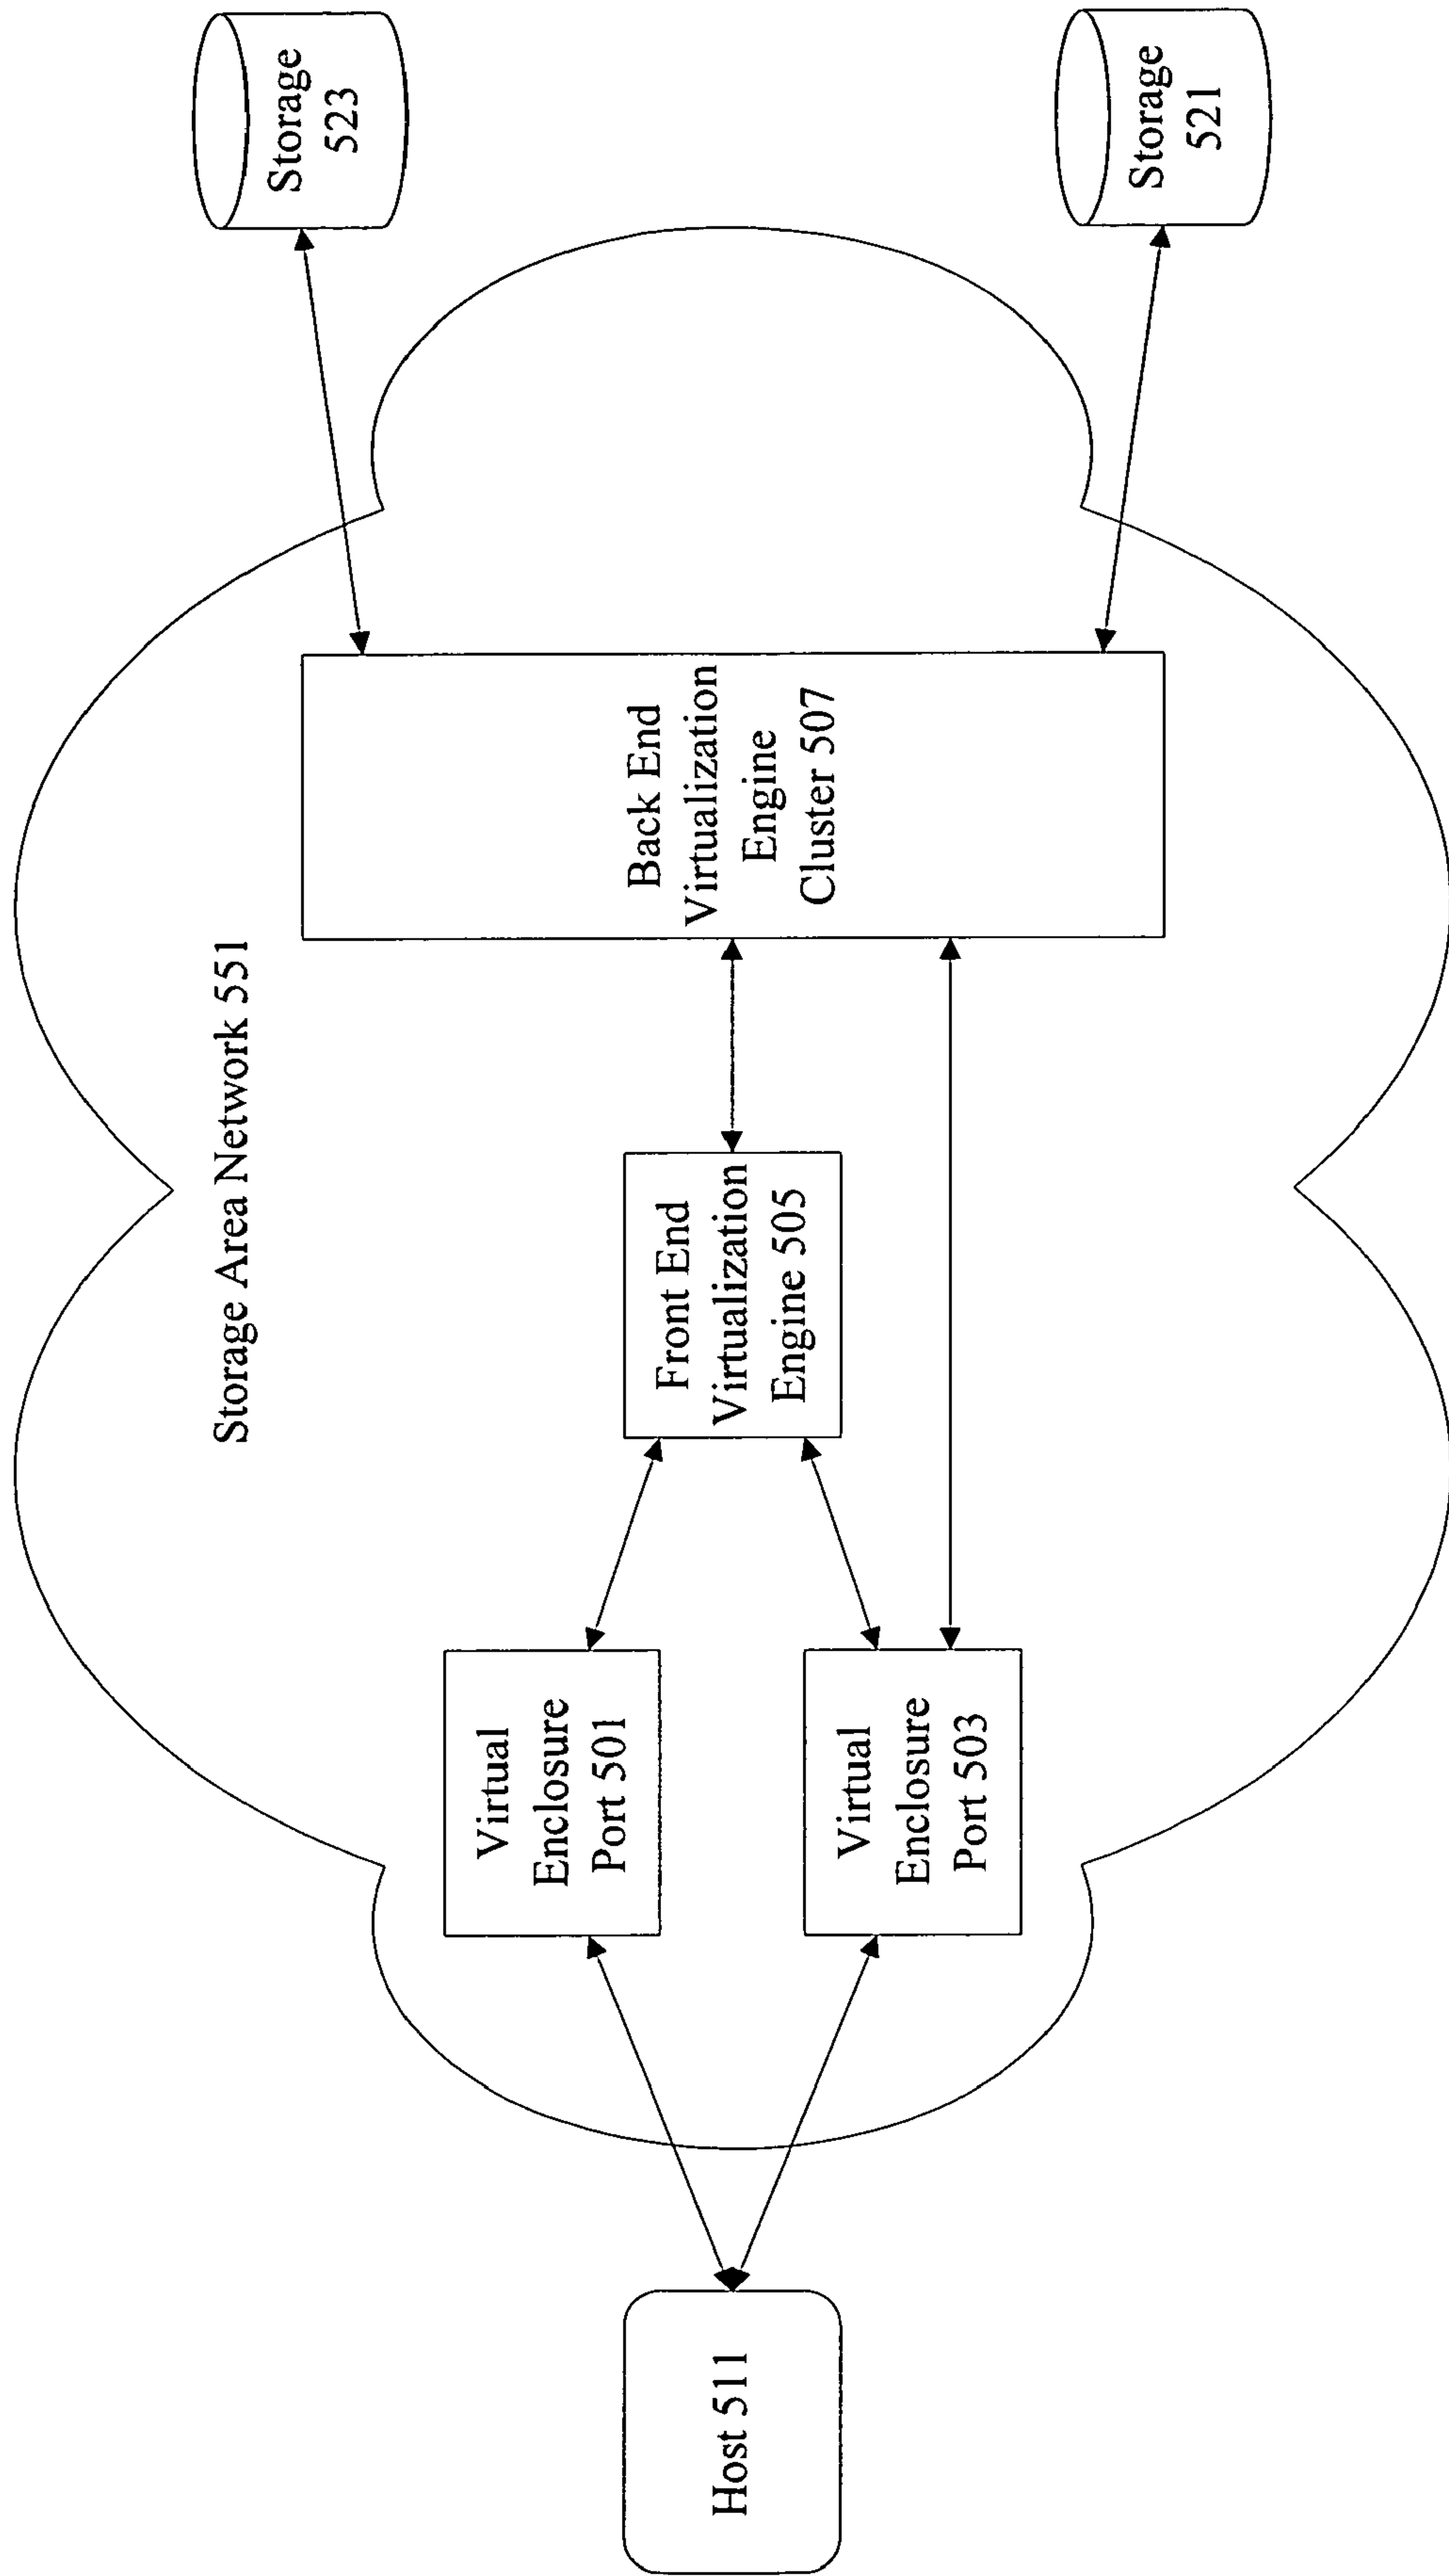 Storage Area Network 551
Host 511
Virtual
Enclosure
Port 501
Virtual
Enclosure
Port 503
Front End
Virtualization
Engine 505
Back End
Virtualization
Engine
Cluster 507
Storage
523
Storage
521